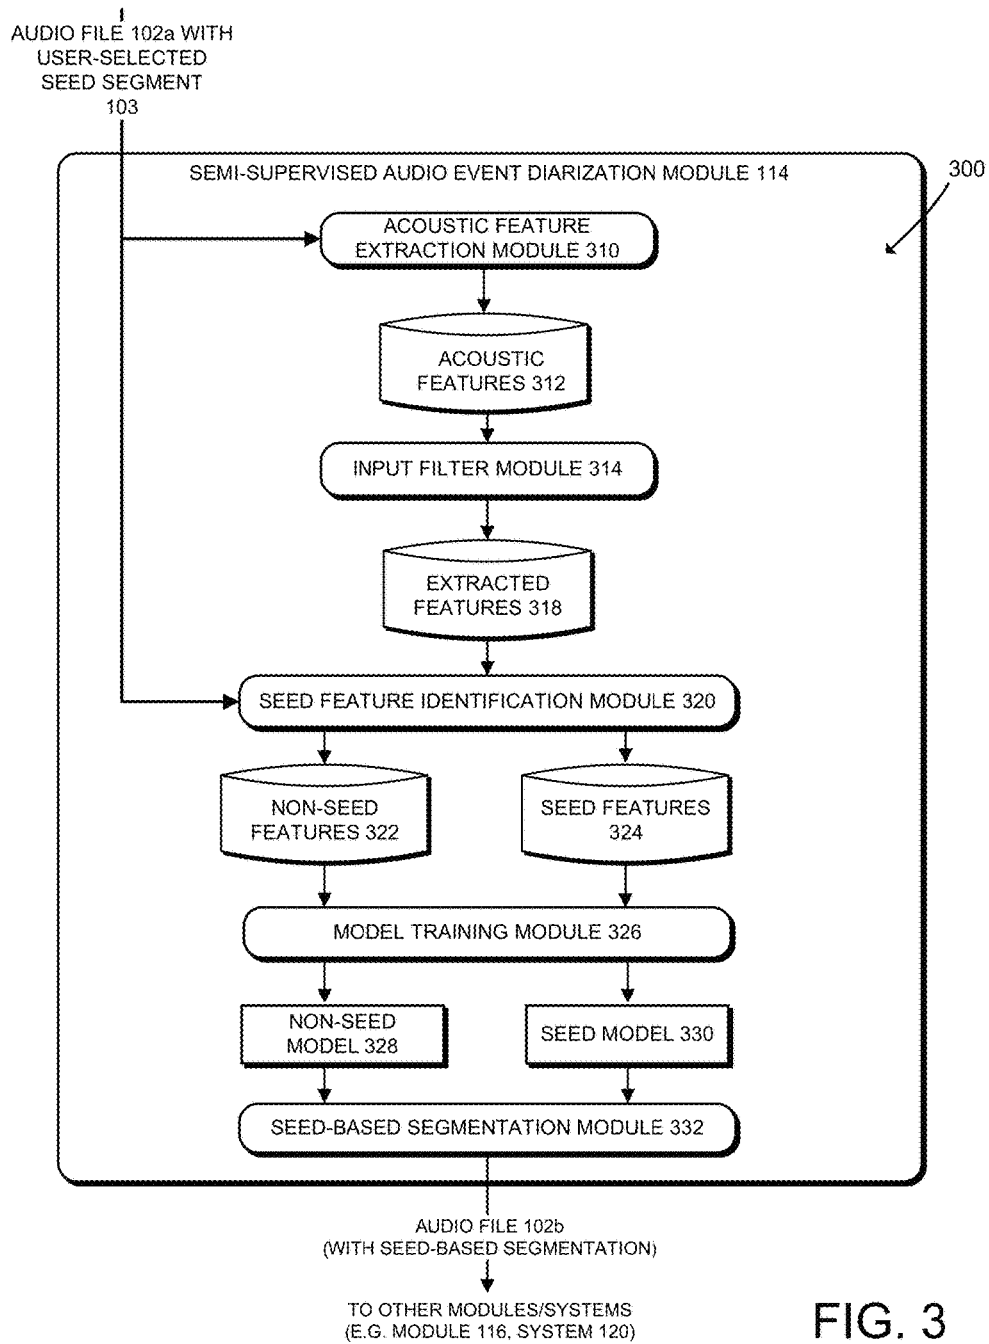 AUDIO FILE 102a WITH
USER-SELECTED
SEED SEGMENT
103
SEMI-SUPERVISED AUDIO EVENT DIARIZATION MODULE 114
300
ACOUSTIC FEATURE
EXTRACTION MODULE 310
ACOUSTIC
FEATURES 312
INPUT FILTER MODULE 314
EXTRACTED
FEATURES 318
SEED FEATURE IDENTIFICATION MODULE 320
NON-SEED
FEATURES 322
SEED FEATURES
324
MODEL TRAINING MODULE 326
NON-SEED
MODEL 328
SEED MODEL 330
SEED-BASED SEGMENTATION MODULE 332
AUDIO FILE 102b
(WITH SEED-BASED SEGMENTATION)
TO OTHER MODULES/SYSTEMS
(E.G. MODULE 116, SYSTEM 120)
FIG. 3